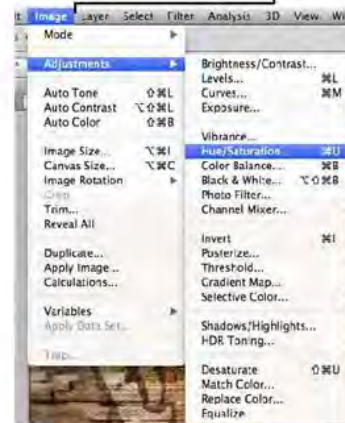 Image Layer Select Filter Analysis 3D View
Mode
Adjustments
Auto Tone ⇧⌘L
Auto Contrast ⌥⇧⌘L
Auto Color ⇧⌘B
Image Size... ⌥⌘I
Canvas Size... ⌥⌘C
Image Rotation
Crop
Trim...
Reveal All
Duplicate...
Apply Image...
Calculations...
Variables
Apply Data Set...
Trap...
Brightness/Contrast...
Levels... ⌘L
Curves... ⌘M
Exposure...
Vibrance...
Hue/Saturation... ⌘U
Color Balance... ⌘B
Black & White... ⌥⇧⌘B
Photo Filter...
Channel Mixer...
Invert ⌘I
Posterize...
Threshold...
Gradient Map...
Selective Color...
Shadows/Highlights...
HDR Toning...
Desaturate ⇧⌘U
Match Color...
Replace Color...
Equalize